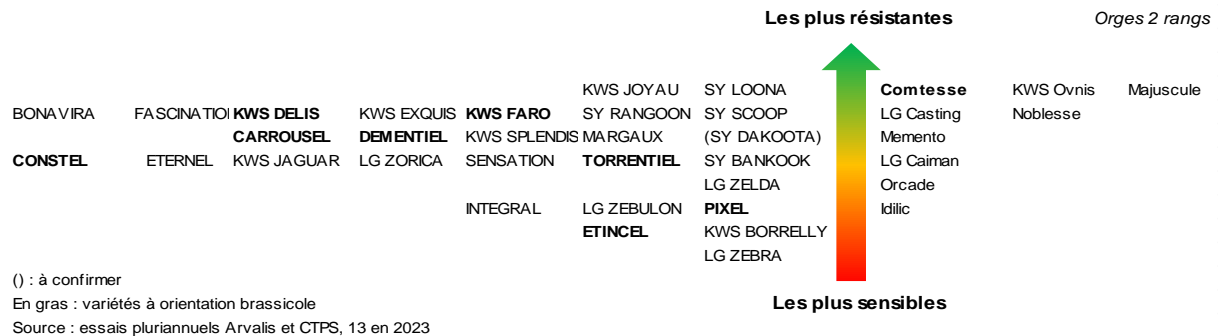 Les plus résistantes Orges 2 rangs
KWS JOYAU SY LOONA Comtesse KWS Ovnis Majuscule
BONAVIRA FASCINATIO KWS DELIS KWS EXQUIS KWS FARO SY RANGOON SY SCOOP LG Casting Noblesse
CARROUSEL DEMENTIEL KWS SPLENDIS MARGAUX (SY DAKOOTA) Memento
CONSTEL ETERNEL KWS JAGUAR LG ZORICA SENSATION TORRENTIEL SY BANKOOK LG Caiman
LG ZELDA Orcade
INTEGRAL LG ZEBULON PIXEL Idilic
ETINCEL KWS BORRELLY
LG ZEBRA
() : à confirmer
En gras : variétés à orientation brassicole
Les plus sensibles
Source : essais pluriannuels Arvalis et CTPS, 13 en 2023